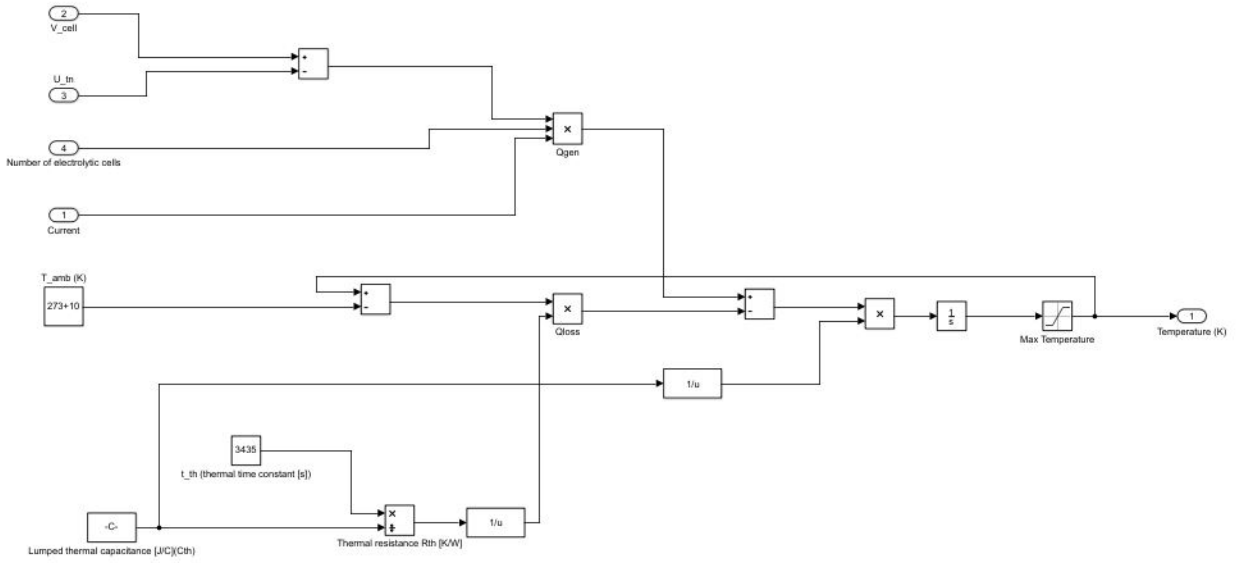 2
V_cell
+
−
U_tn
3
4
Number of electrolytic cells
×
Qgen
1
Current
T_amb (K)
273+10
+
−
×
Qloss
+
−
×
1
s
Max Temperature
1
Temperature (K)
1/u
3435
t_th (thermal time constant [s])
-C-
Lumped thermal capacitance [J/C](Cth)
×
÷
Thermal resistance Rth [K/W]
1/u